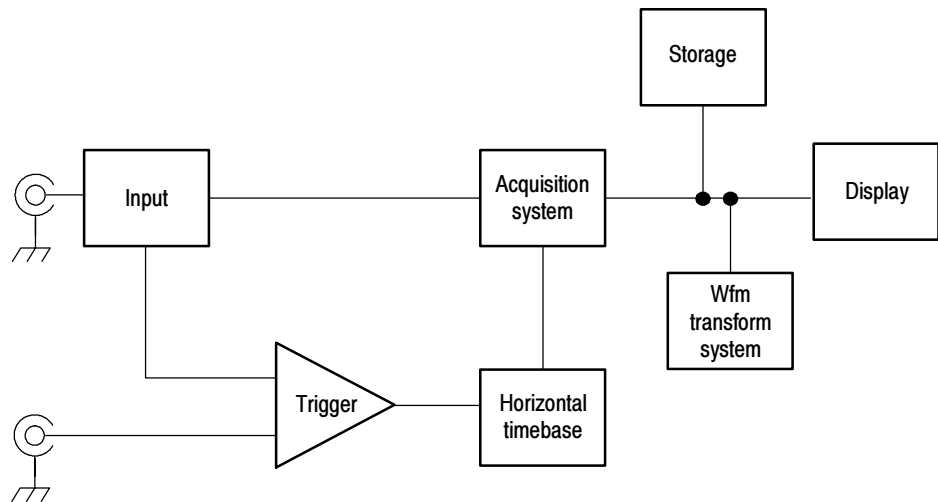 Storage
Input
Acquisition
system
Display
Wfm
transform
system
Trigger
Horizontal
timebase